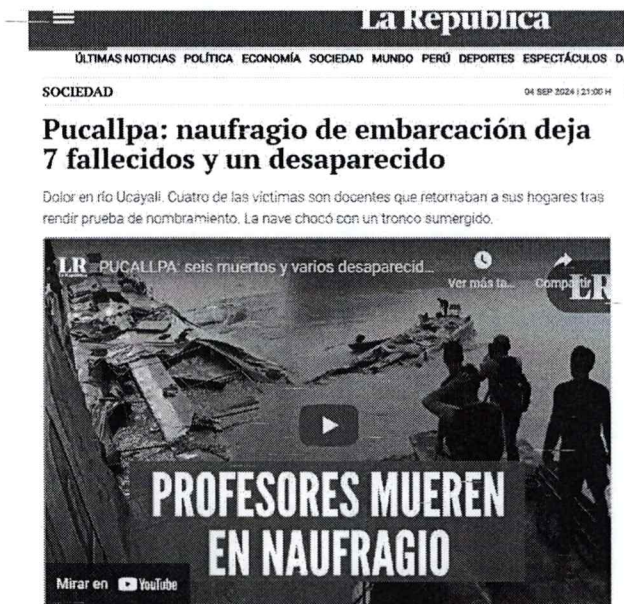 La República
ÚLTIMAS NOTICIAS POLÍTICA ECONOMÍA SOCIEDAD MUNDO PERÚ DEPORTES ESPECTÁCULOS
SOCIEDAD
04 SEP 2024 | 21:00 H
Pucallpa: naufragio de embarcación deja
7 fallecidos y un desaparecido
Dolor en río Ucayali. Cuatro de las víctimas son docentes que retornaban a sus hogares tras
rendir prueba de nombramiento. La nave chocó con un tronco sumergido.
LR PUCALLPA: seis muertos y varios desaparecid...
Ver más ta...
Compartir
LR
PROFESORES MUEREN
EN NAUFRAGIO
Mirar en YouTube